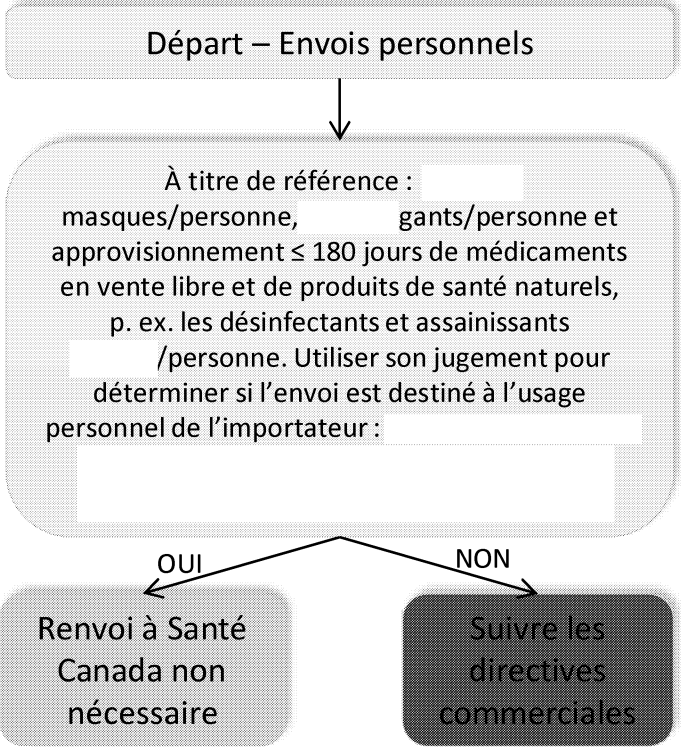 Départ – Envois personnels
À titre de référence :
masques/personne, gants/personne et
approvisionnement ≤ 180 jours de médicaments
en vente libre et de produits de santé naturels,
p. ex. les désinfectants et assainissants
/personne. Utiliser son jugement pour
déterminer si l’envoi est destiné à l’usage
personnel de l’importateur :
OUI
NON
Renvoi à Santé
Canada non
nécessaire
Suivre les
directives
commerciales